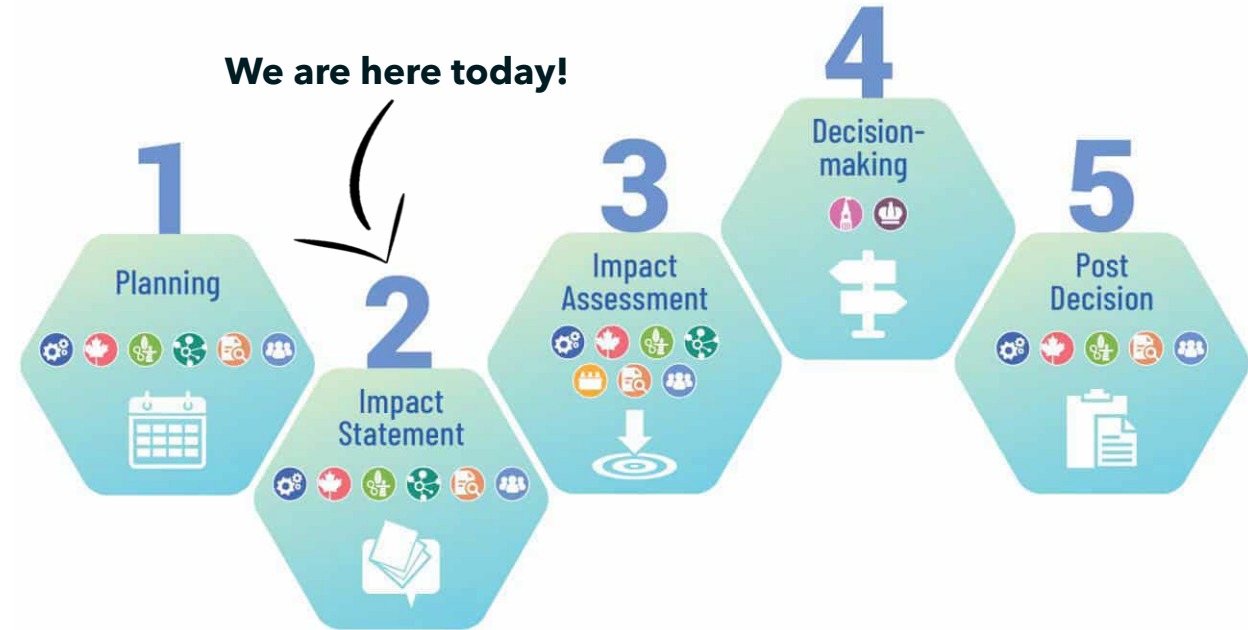 We are here today!
1
Planning
2
Impact
Statement
3
Impact
Assessment
4
Decision-
making
5
Post
Decision